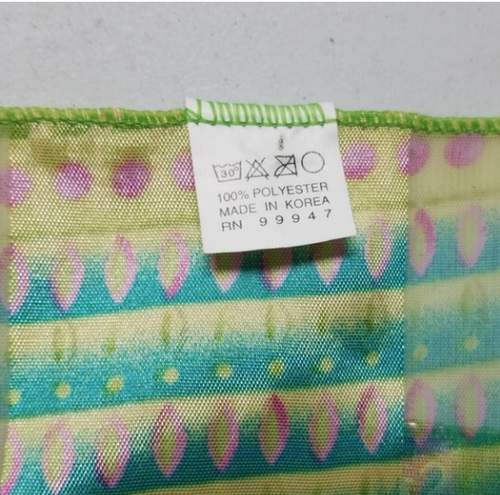 30°
100% POLYESTER
MADE IN KOREA
RN 99947